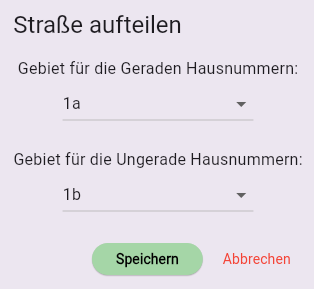 Straße aufteilen
Gebiet für die Geraden Hausnummern:
1a
Gebiet für die Ungerade Hausnummern:
1b
Speichern Abbrechen